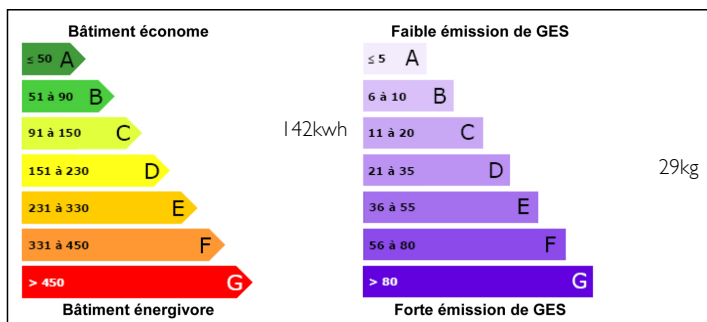 Bâtiment économe
≤ 50 A
51 à 90 B
91 à 150 C
142kwh
151 à 230 D
231 à 330 E
331 à 450 F
> 450 G
Bâtiment énergivore
Faible émission de GES
≤ 5 A
6 à 10 B
11 à 20 C
21 à 35 D
29kg
36 à 55 E
56 à 80 F
> 80 G
Forte émission de GES